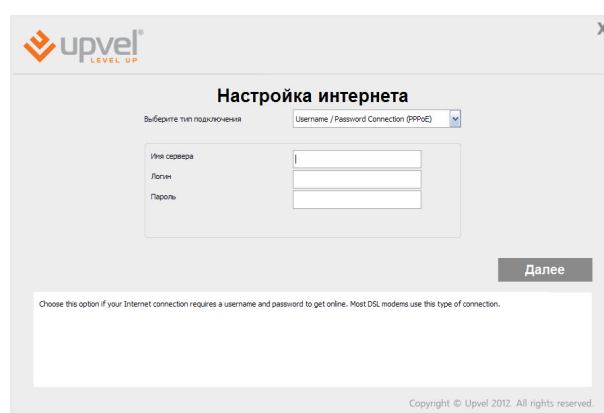 X
upvel®
LEVEL UP
Настройка интернета
Выберите тип подключения
Username / Password Connection (PPPoE)
Имя сервера
Логин
Пароль
Далее
Choose this option if your Internet connection requires a username and password to get online. Most DSL modems use this type of connection.
Copyright © Upvel 2012. All rights reserved.